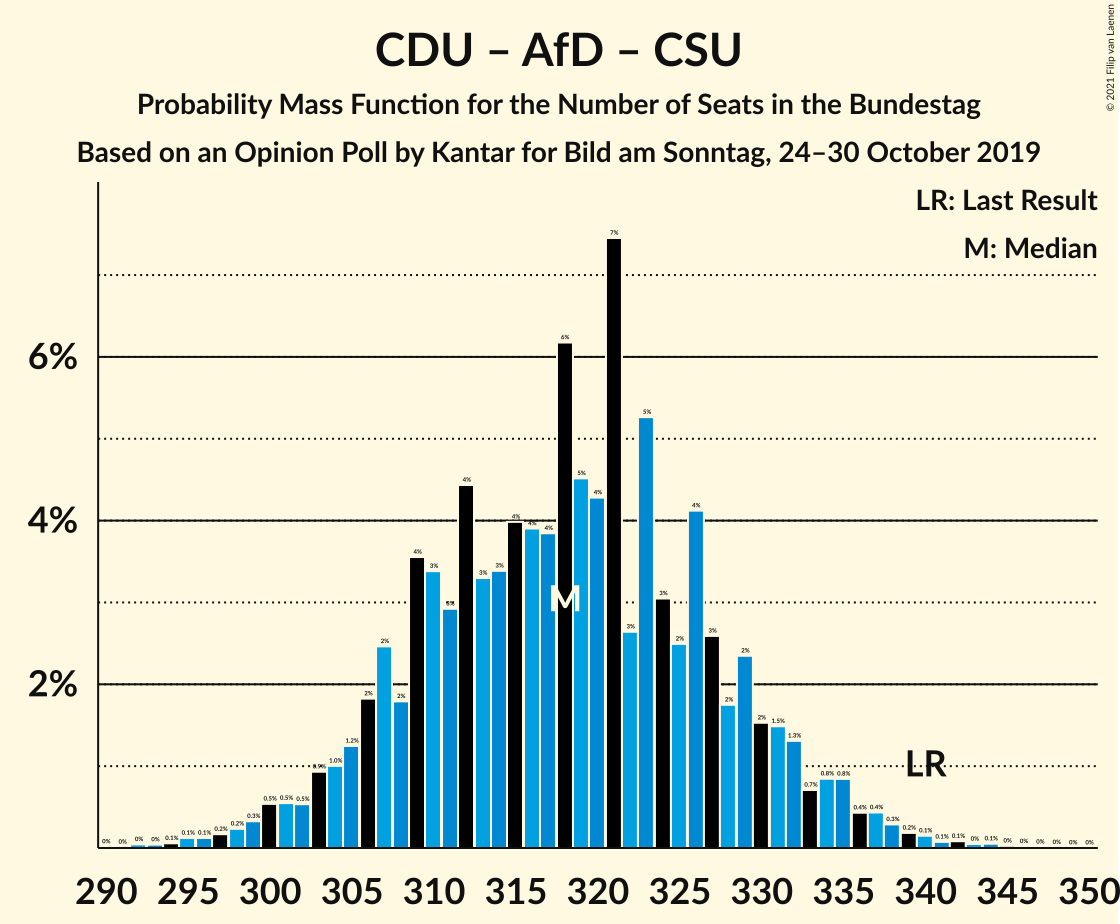 CDU – AfD – CSU
Probability Mass Function for the Number of Seats in the Bundestag
Based on an Opinion Poll by Kantar for Bild am Sonntag, 24–30 October 2019
© 2021 Filip van Laenen
LR: Last Result
M: Median
6%
4%
2%
0% 0% 0% 0% 0.1% 0.1% 0.1% 0.2% 0.2% 0.3% 0.5% 0.5% 0.5% 0.9% 1.0% 1.2% 2% 2% 2% 4% 3% 3% 4% 3% 3% 4% 4% 4% 6% 5% 4% 7% 3% 5% 3% 2% 4% 3% 2% 2% 2% 1.5% 1.3% 0.7% 0.8% 0.8% 0.4% 0.4% 0.3% 0.2% 0.1% 0.1% 0.1% 0% 0.1% 0% 0% 0% 0% 0% 0%
M
LR
290 295 300 305 310 315 320 325 330 335 340 345 350